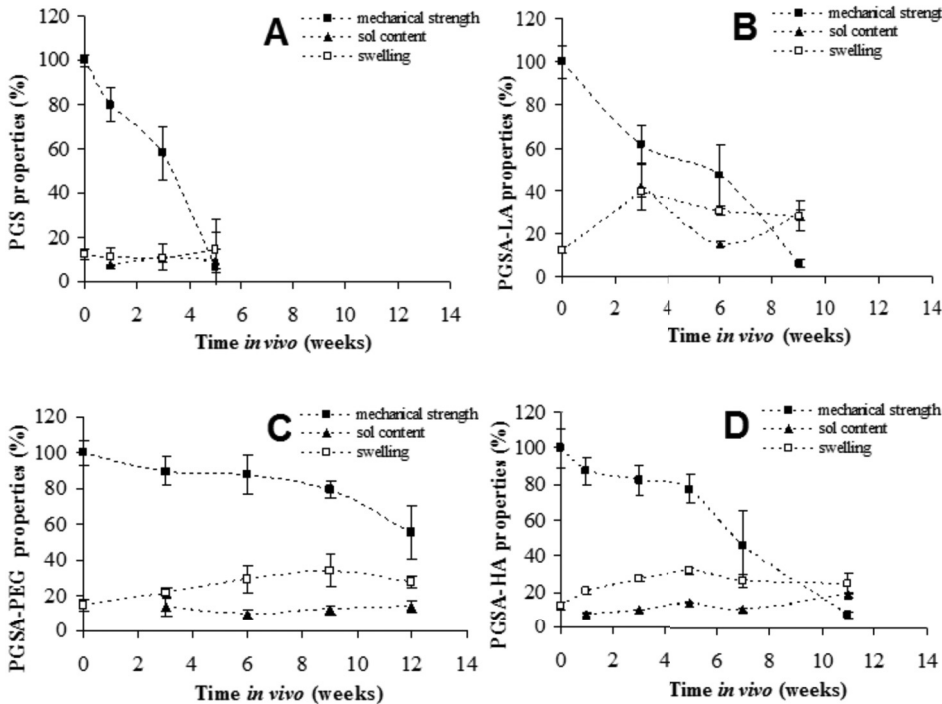 A
mechanical strength
sol content
swelling
PGS properties (%)
120
100
80
60
40
20
0
0 2 4 6 8 10 12 14
Time in vivo (weeks)
B
mechanical strengt
sol content
swelling
PGSA-LA properties (%)
120
100
80
60
40
20
0
0 2 4 6 8 10 12 14
Time in vivo (weeks)
C
mechanical strength
sol content
swelling
PGSA-PEG properties (%)
120
100
80
60
40
20
0
0 2 4 6 8 10 12 14
Time in vivo (weeks)
D
mechanical strength
sol content
swelling
PGSA-HA properties (%)
120
100
80
60
40
20
0
0 2 4 6 8 10 12 14
Time in vivo (weeks)